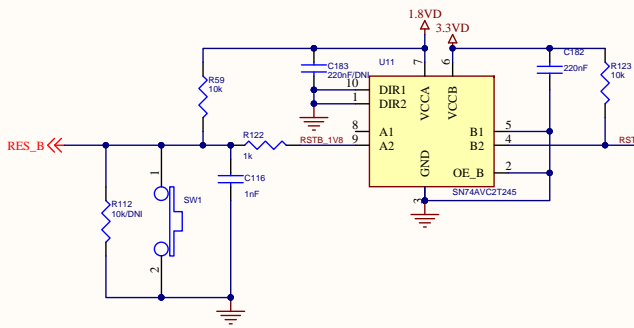 1.8VD
3.3VD
C183
220nF/DNI
U11
C182
220nF
R59
10k
R123
10k
7
6
VCCA
VCCB
10
DIR1
1
DIR2
8
A1
B1
5
9
A2
B2
4
GND
OE_B
2
3
SN74AVC2T245
RES_B
R122
1k
RSTB_1V8
RST
1
C116
1nF
R112
10k/DNI
SW1
2